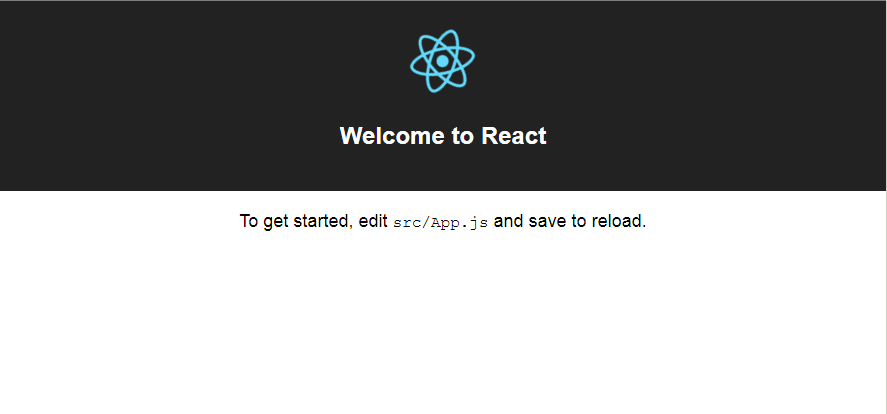 Welcome to React
To get started, edit src/App.js and save to reload.